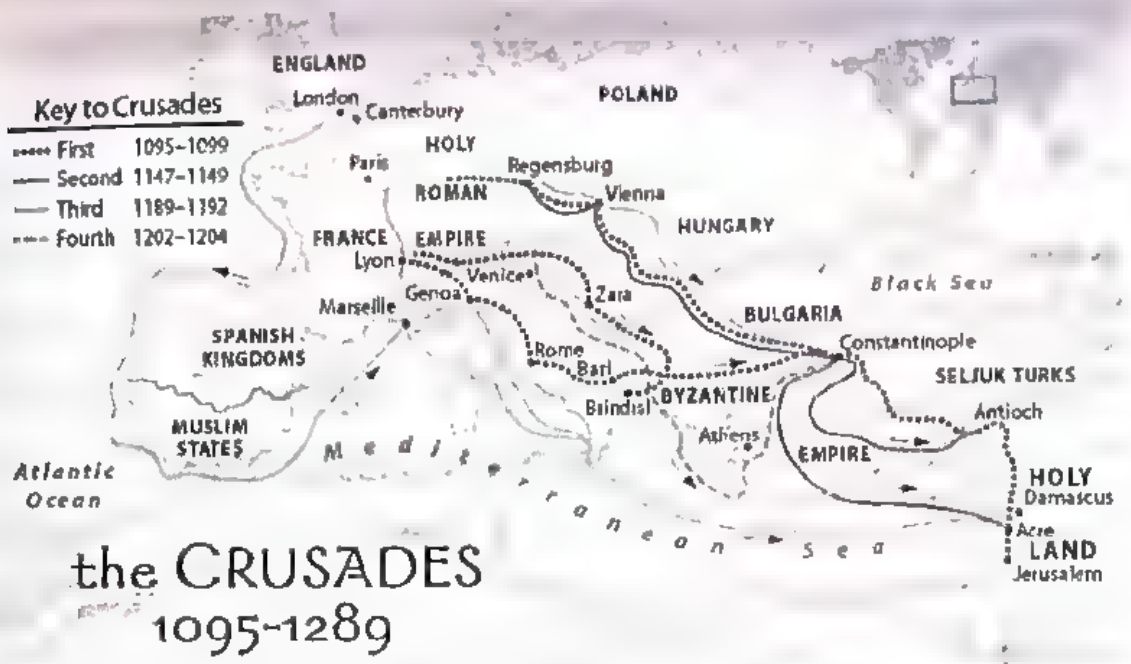 ENGLAND
London
Canterbury
POLAND
Key to Crusades
First 1095-1099
Second 1147-1149
Third 1189-1192
Fourth 1202-1204
HOLY
ROMAN
EMPIRE
Paris
Regensburg
Vienna
HUNGARY
FRANCE
Lyon
Venice
Genoa
Zara
Marseille
Black Sea
BULGARIA
SPANISH
KINGDOMS
Constantinople
Rome
Bari
SELJUK TURKS
Brindisi
BYZANTINE
EMPIRE
Antioch
MUSLIM
STATES
Athens
Mediterranean Sea
Atlantic
Ocean
HOLY
LAND
Damascus
Acre
Jerusalem
the CRUSADES
1095-1289